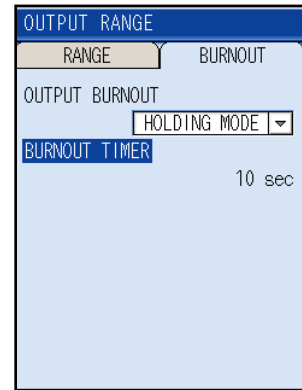 OUTPUT RANGE
RANGE BURNOUT
OUTPUT BURNOUT
HOLDING MODE
BURNOUT TIMER
10 sec